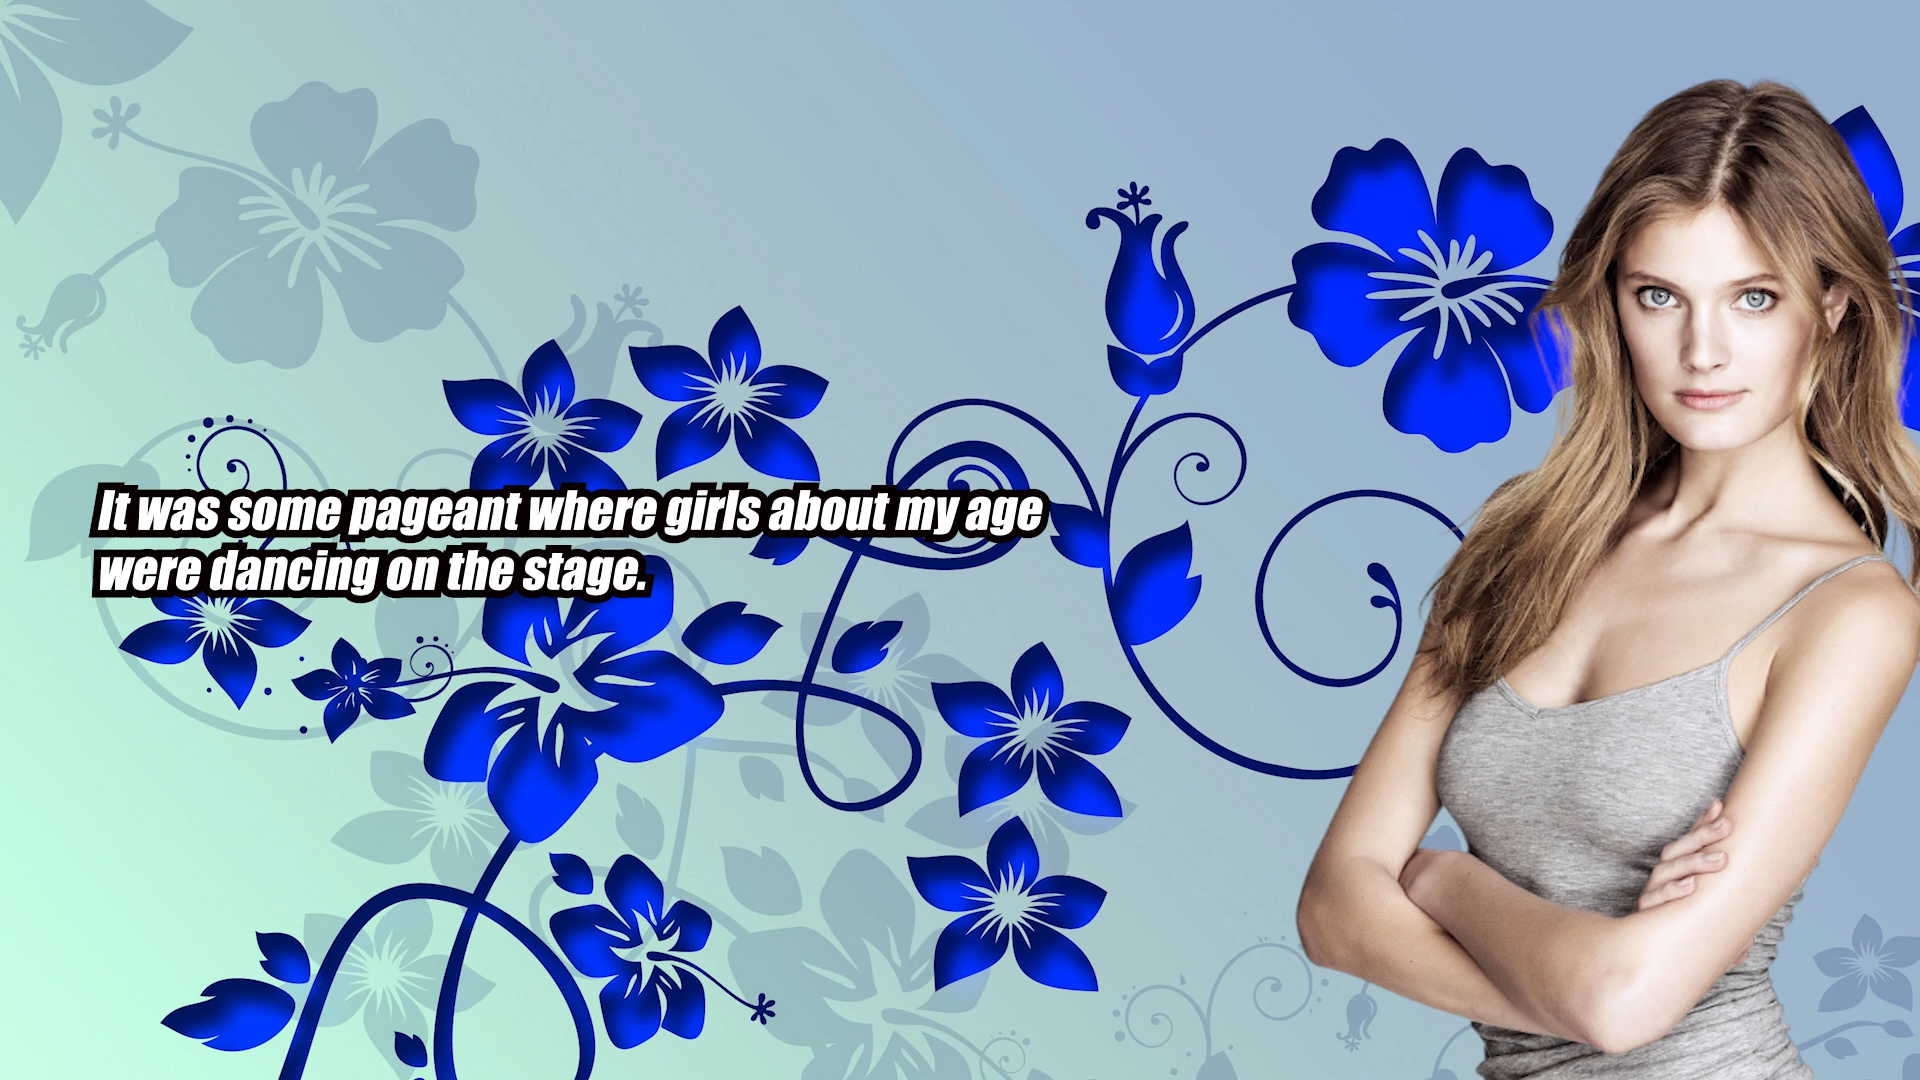 It was some pageant where girls about my age
were dancing on the stage.